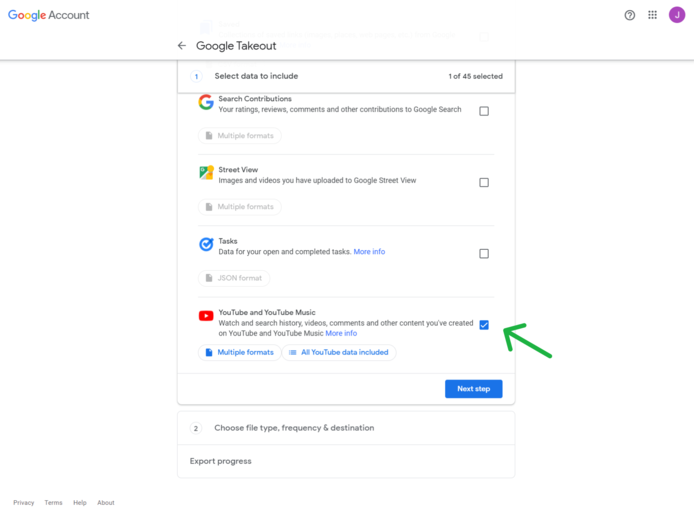 Google Account
J
Google Takeout
1
Select data to include
1 of 45 selected
Search Contributions
Your ratings, reviews, comments and other contributions to Google Search
Multiple formats
Street View
Images and videos you have uploaded to Google Street View
Multiple formats
Tasks
Data for your open and completed tasks. More info
JSON format
YouTube and YouTube Music
Watch and search history, videos, comments and other content you've created
on YouTube and YouTube Music More info
Multiple formats
All YouTube data included
Next step
2
Choose file type, frequency & destination
Export progress
Privacy
Terms
Help
About